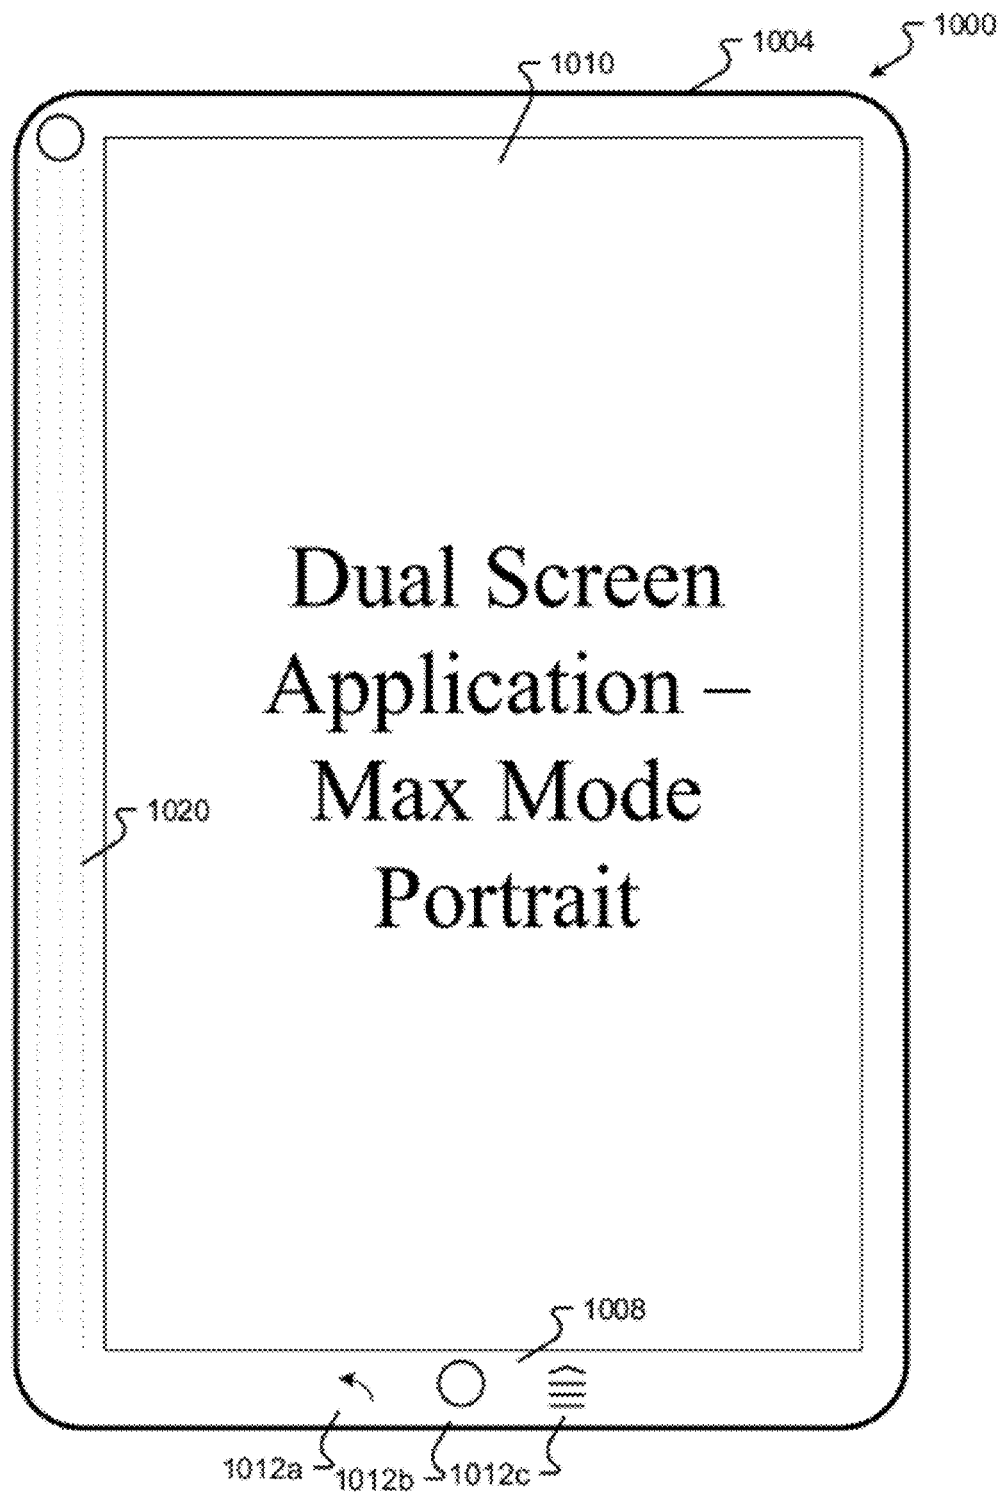 1000
1004
1010
Dual Screen
Application –
Max Mode
Portrait
1020
1008
1012a
1012b
1012c